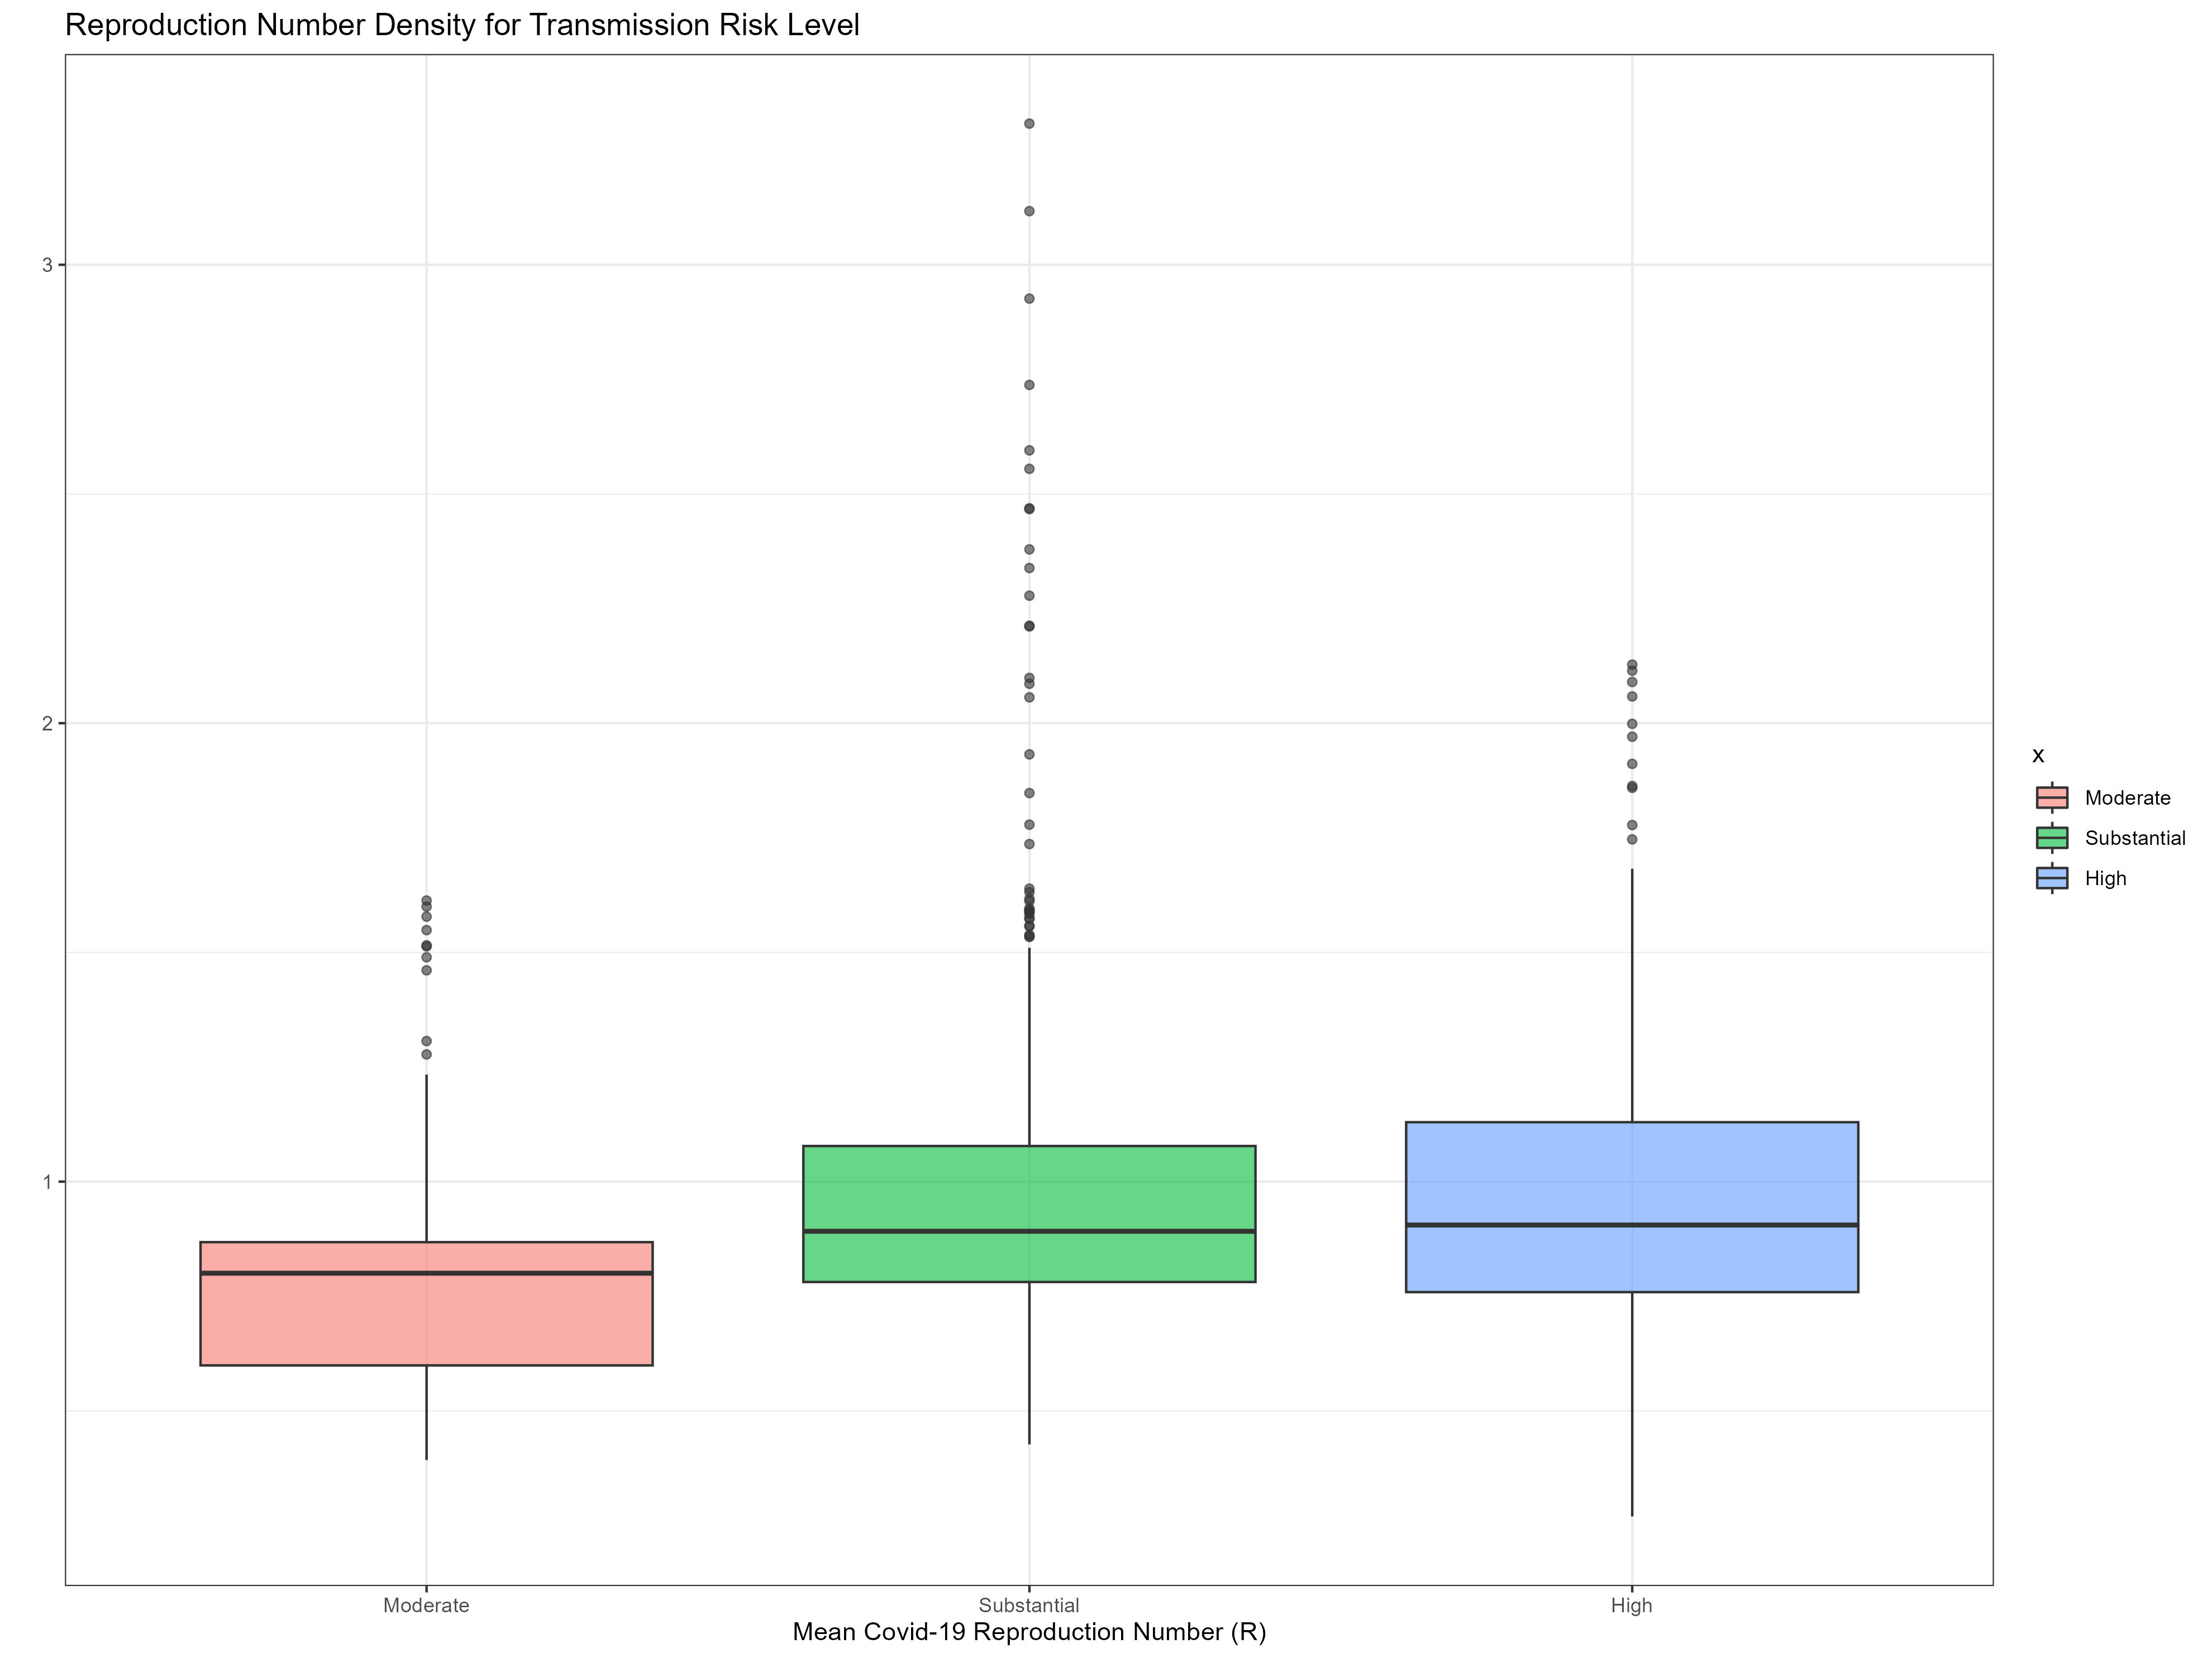 Reproduction Number Density for Transmission Risk Level
3
2
1
Moderate
Substantial
High
Mean Covid-19 Reproduction Number (R)
x
Moderate
Substantial
High